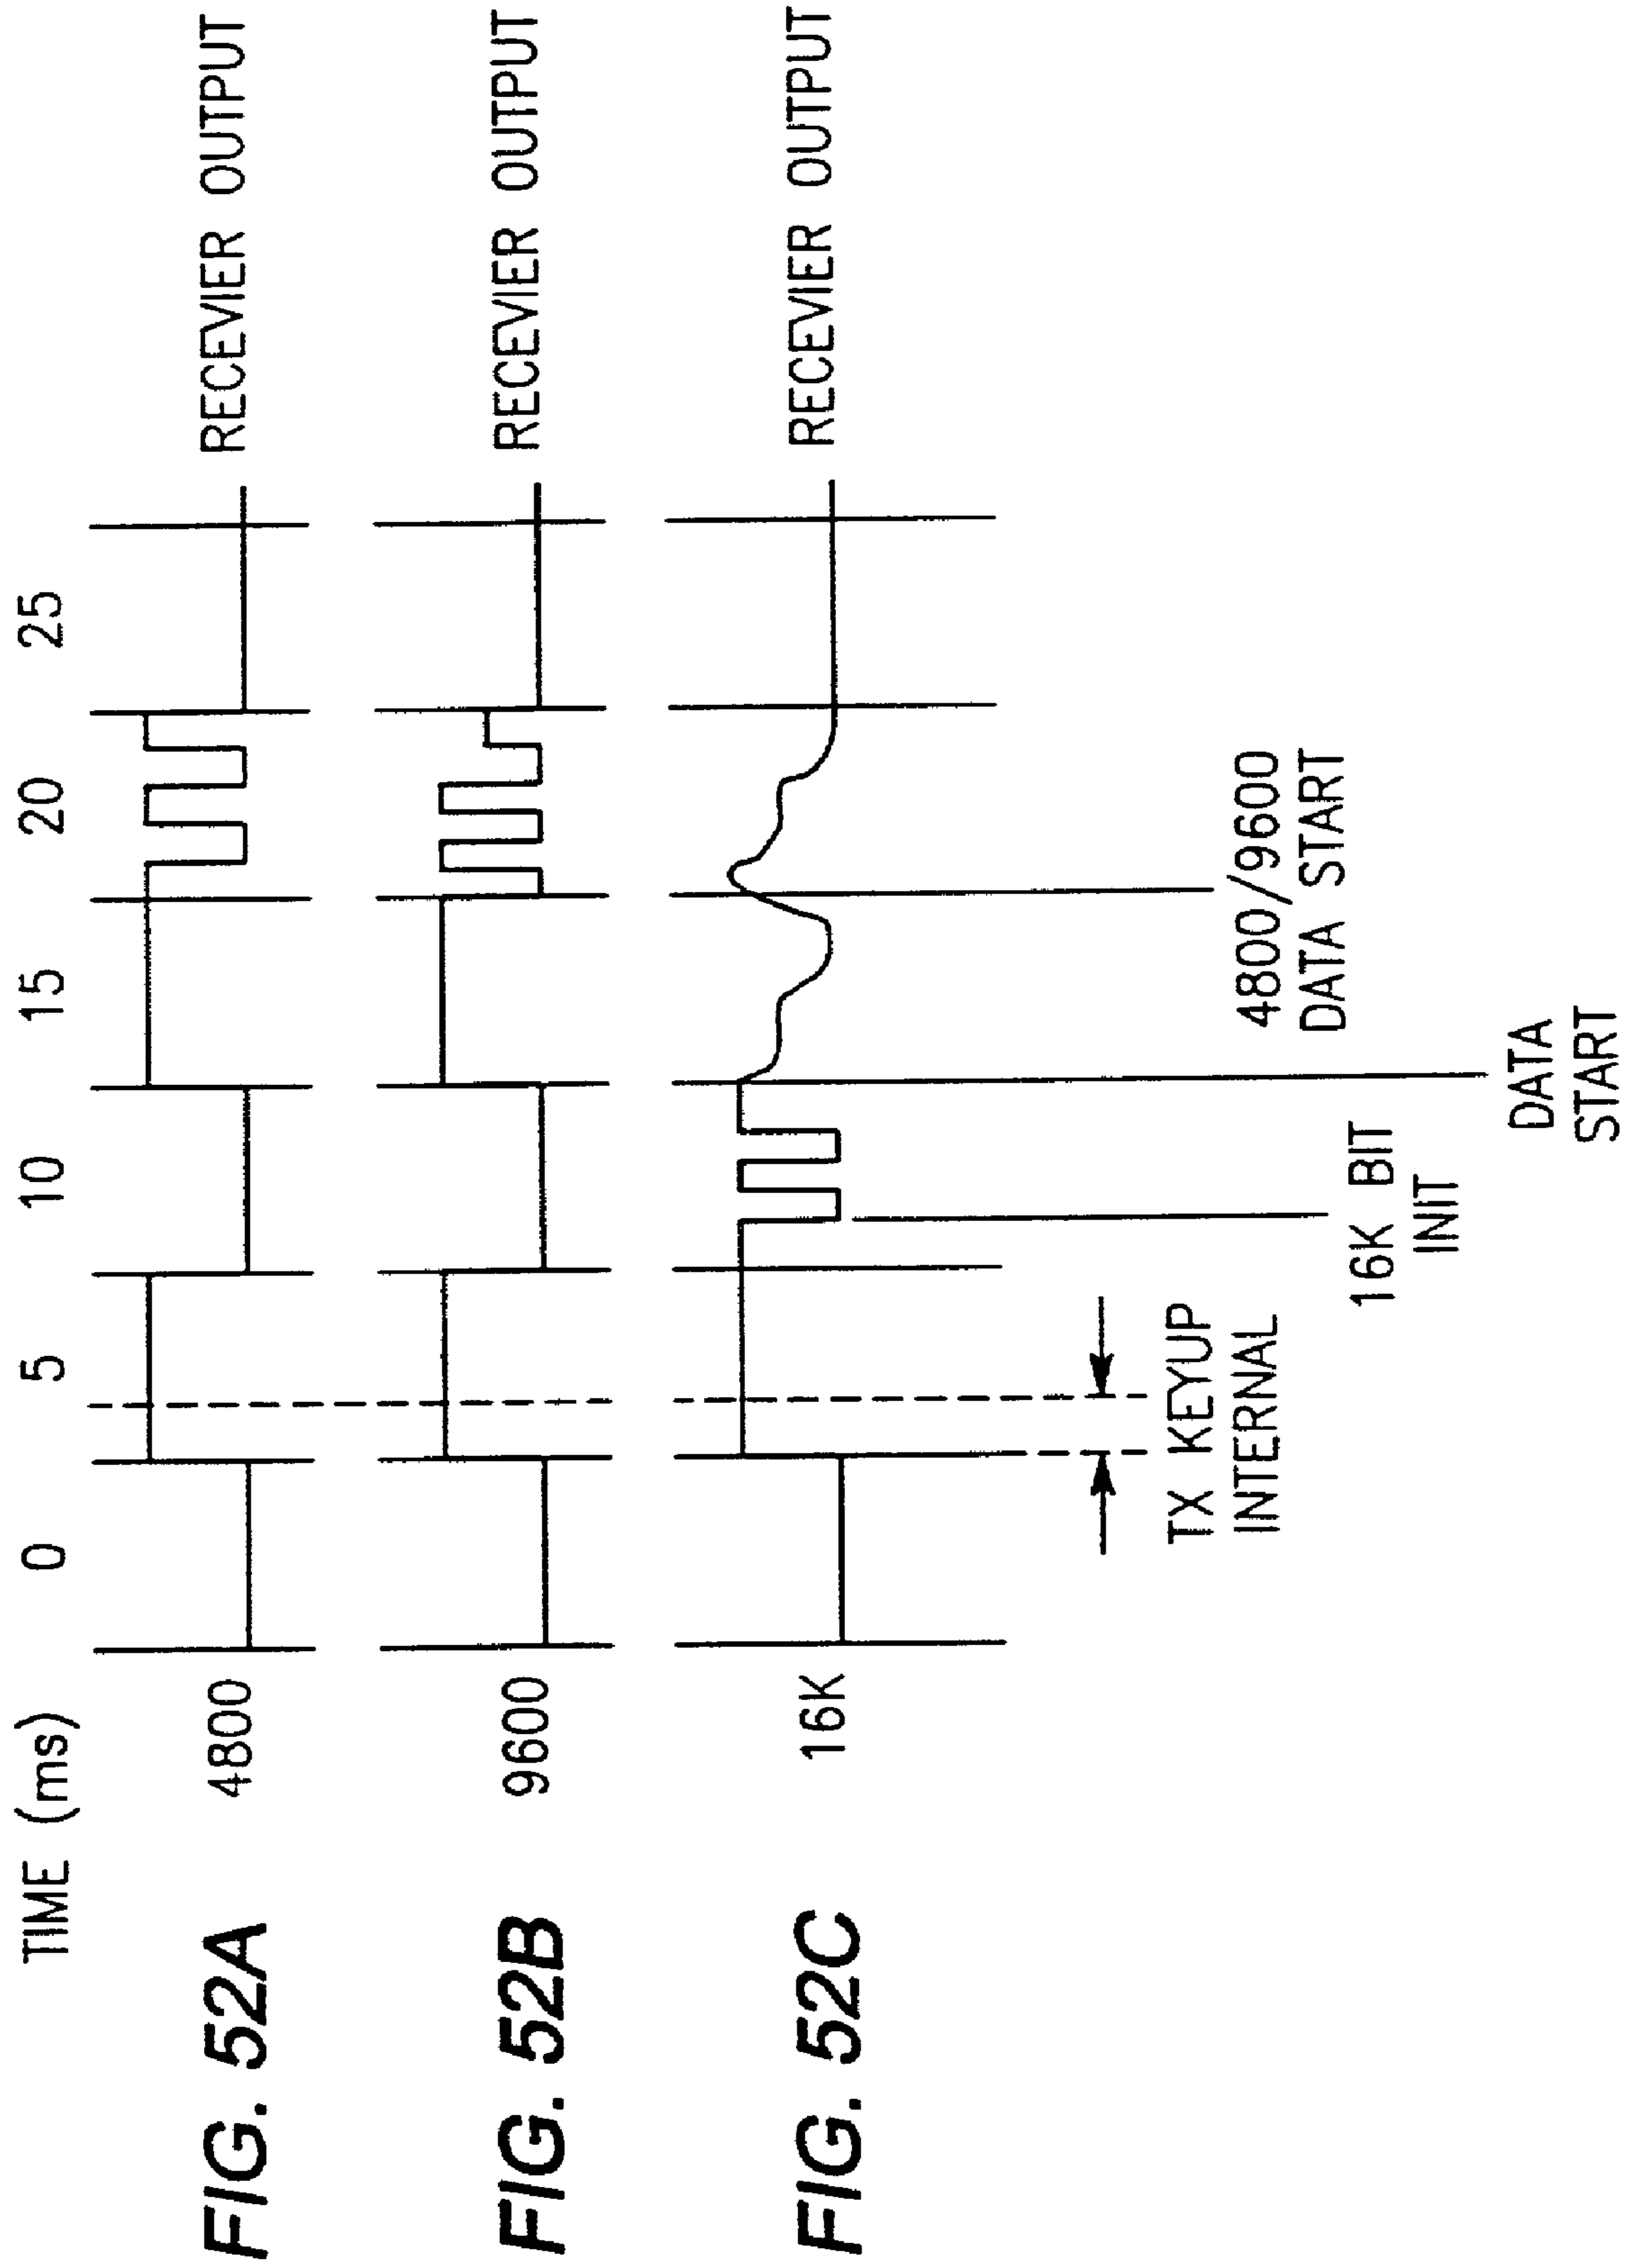 TIME (ms) 0 5 10 15 20 25
FIG. 52A 4800 RECEVIER OUTPUT
FIG. 52B 9600 RECEVIER OUTPUT
FIG. 52C 16K RECEVIER OUTPUT
TX KEYUP
INTERNAL
16K BIT
INIT
DATA
START
4800/9600
DATA START